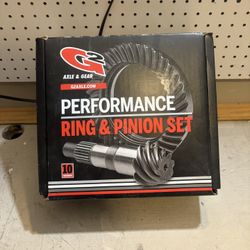 G2
AXLE & GEAR
G2AXLE.COM
PERFORMANCE
RING & PINION SET
10